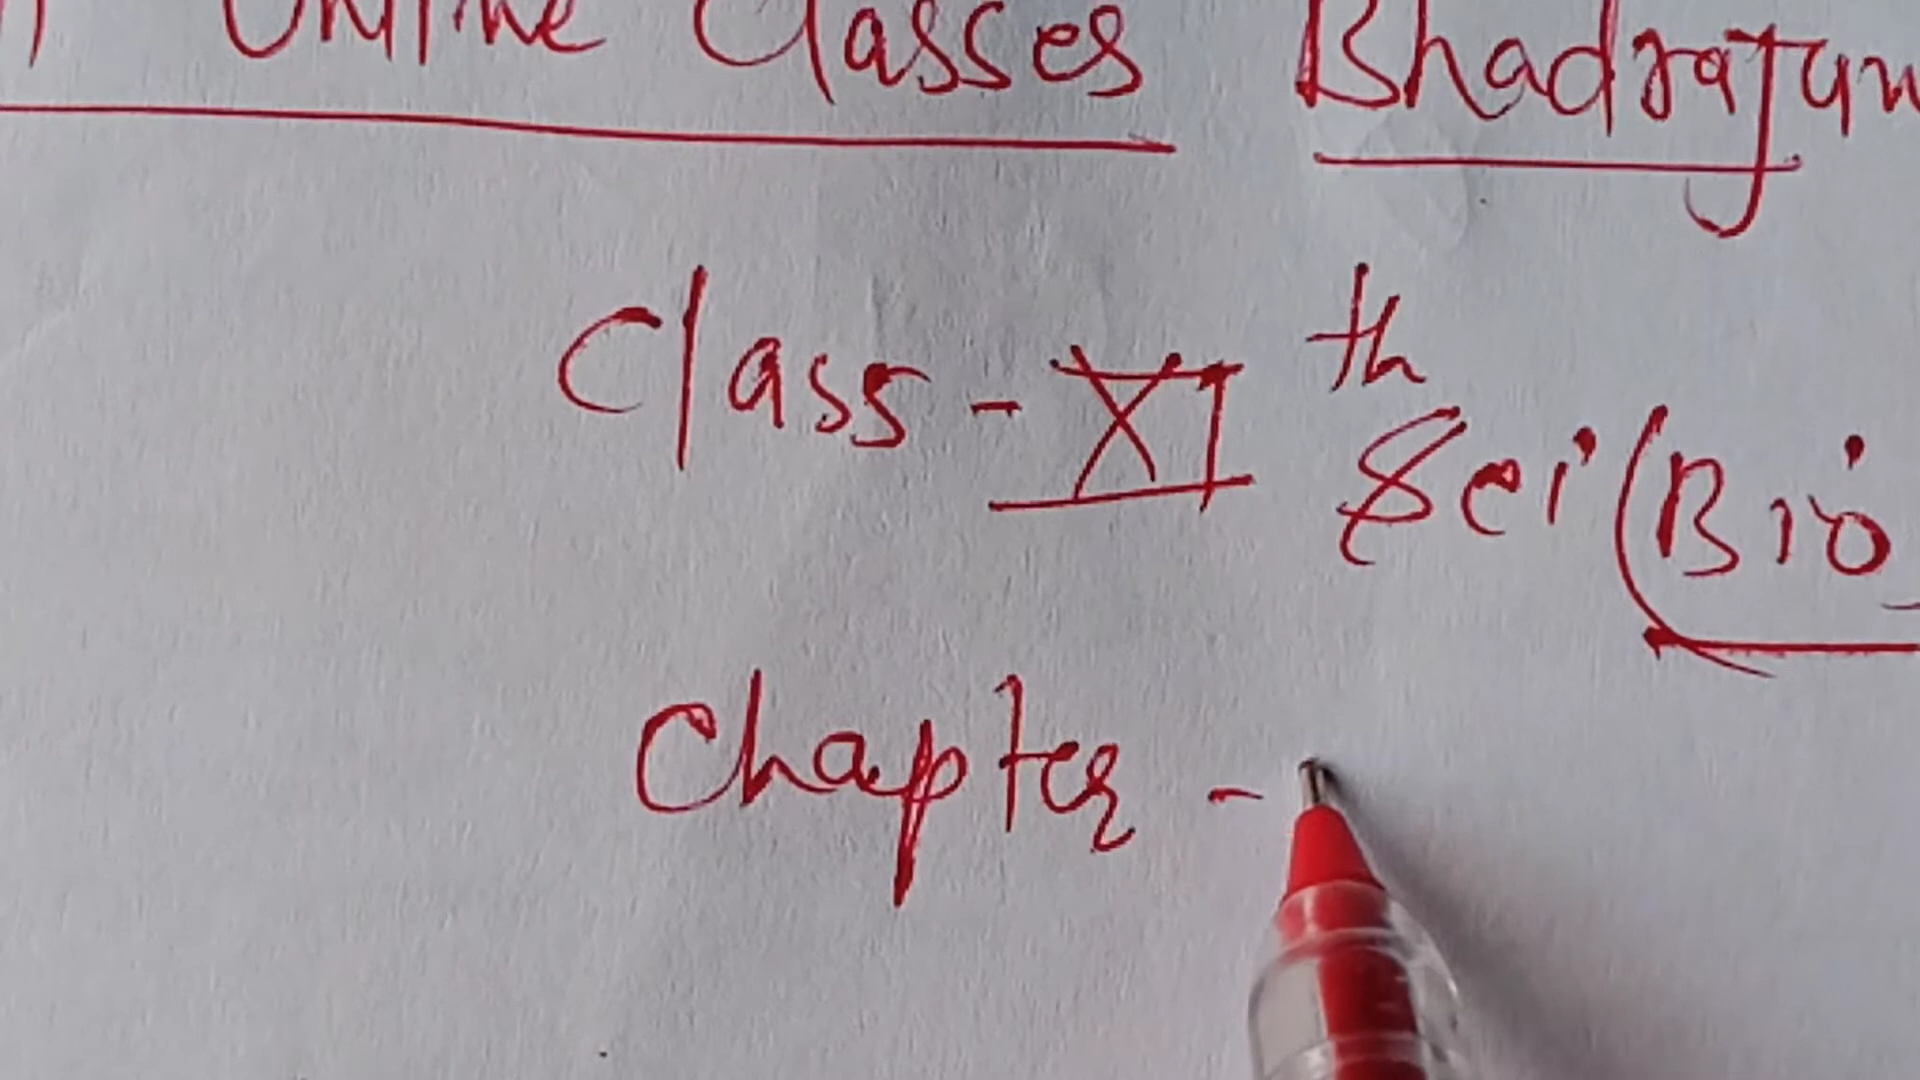 Online Classes Bhadrajun
Class - XI th Sci (Bio
Chapter -